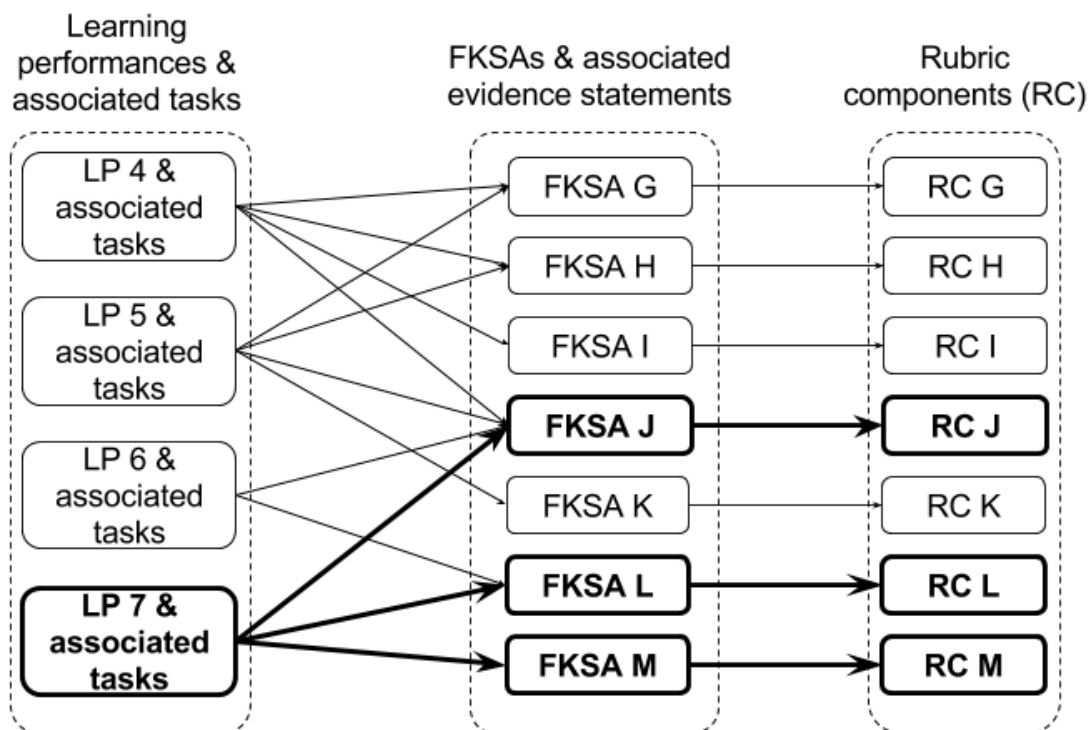 Learning
performances &
associated tasks
FKSAs & associated
evidence statements
Rubric
components (RC)
LP 4 &
associated
tasks
LP 5 &
associated
tasks
LP 6 &
associated
tasks
LP 7 &
associated
tasks
FKSA G
FKSA H
FKSA I
FKSA J
FKSA K
FKSA L
FKSA M
RC G
RC H
RC I
RC J
RC K
RC L
RC M